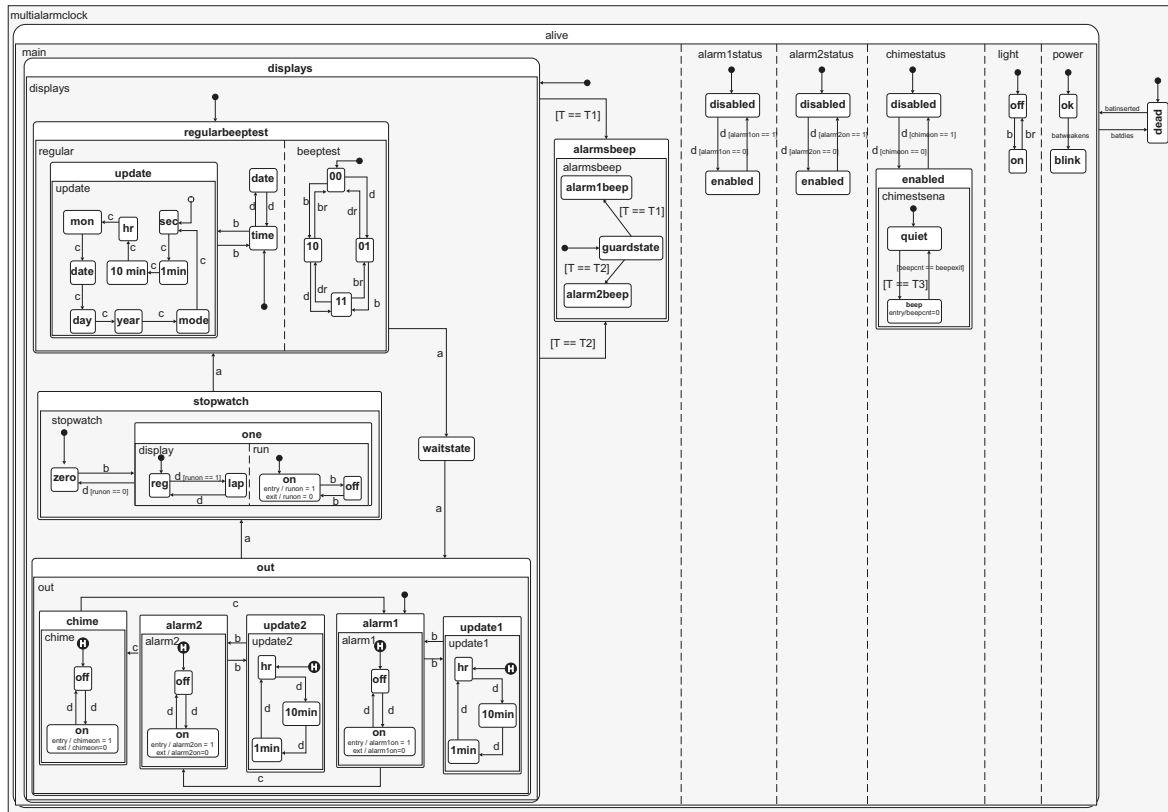 multialarmclock
alive
main
displays
displays
regularbeeptest
regular
update
update
mon
hr
sec
date
10 min
1min
day
year
mode
c
c
c
c
c
c
c
c
date
d
d
time
b
b
beeptest
00
b
br
dr
d
10
01
d
dr
br
b
11
a
a
stopwatch
stopwatch
zero
b
d [runon == 0]
one
display
reg
d [runon == 1]
lap
d
run
on
entry / runon = 1
exit / runon = 0
b
b
off
waitstate
a
a
out
out
c
chime
chime
H
off
d
d
on
entry / chimeon = 1
ext / chimeon=0
c
alarm2
alarm2
H
off
d
d
on
entry / alarm2on = 1
ext / alarm2on=0
b
b
update2
update2
hr
H
d
10min
d
d
1min
alarm1
alarm1
H
off
d
d
on
entry / alarm1on = 1
ext / alarm1on=0
c
b
b
update1
update1
hr
H
d
10min
d
d
1min
[T == T1]
alarmsbeep
alarmsbeep
alarm1beep
[T == T1]
guardstate
[T == T2]
alarm2beep
[T == T2]
alarm1status
disabled
d [alarm1on == 1]
d [alarm1on == 0]
enabled
alarm2status
disabled
d [alarm2on == 1]
d [alarm2on == 0]
enabled
chimestatus
disabled
d [chimeon == 1]
d [chimeon == 0]
enabled
chimestsena
quiet
[beepcnt == beepexit]
[T == T3]
beep
entry/beepcnt=0
light
off
b
br
on
power
ok
batweakens
blink
batinserted
batdies
dead